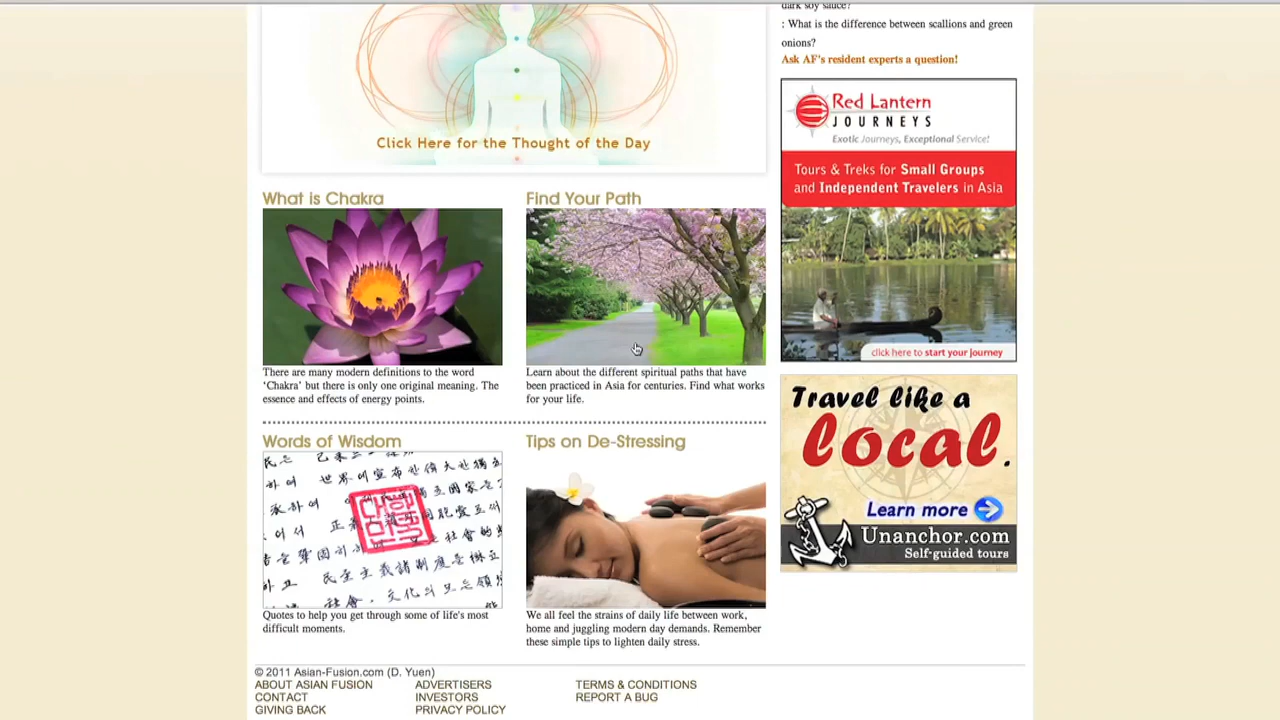 dark soy sauce?
: What is the difference between scallions and green
onions?
Ask AF's resident experts a question!
Click Here for the Thought of the Day
Red Lantern
JOURNEYS
Exotic Journeys, Exceptional Service!
Tours & Treks for Small Groups
and Independent Travelers in Asia
click here to start your journey
What is Chakra
There are many modern definitions to the word
‘Chakra’ but there is only one original meaning. The
essence and effects of energy points.
Find Your Path
Learn about the different spiritual paths that have
been practiced in Asia for centuries. Find what works
for your life.
Travel like a
local.
Learn more
Unanchor.com
Self-guided tours
Words of Wisdom
Quotes to help you get through some of life's most
difficult moments.
Tips on De-Stressing
We all feel the strains of daily life between work,
home and juggling modern day demands. Remember
these simple tips to lighten daily stress.
© 2011 Asian-Fusion.com (D. Yuen)
ABOUT ASIAN FUSION
CONTACT
GIVING BACK
ADVERTISERS
INVESTORS
PRIVACY POLICY
TERMS & CONDITIONS
REPORT A BUG